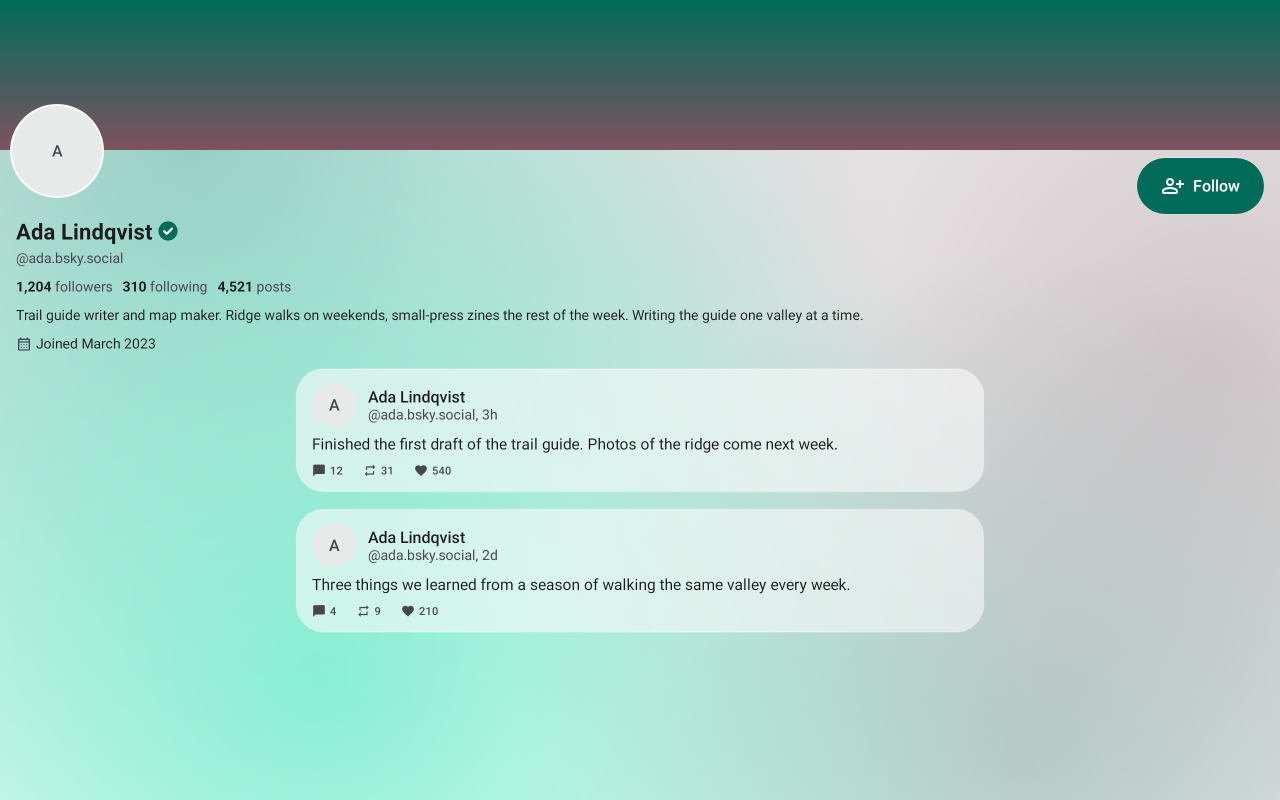 A
Follow
Ada Lindqvist
@ada.bsky.social
1,204 followers 310 following 4,521 posts
Trail guide writer and map maker. Ridge walks on weekends, small-press zines the rest of the week. Writing the guide one valley at a time.
Joined March 2023
A
Ada Lindqvist
@ada.bsky.social, 3h
Finished the first draft of the trail guide. Photos of the ridge come next week.
12 31 540
A
Ada Lindqvist
@ada.bsky.social, 2d
Three things we learned from a season of walking the same valley every week.
4 9 210